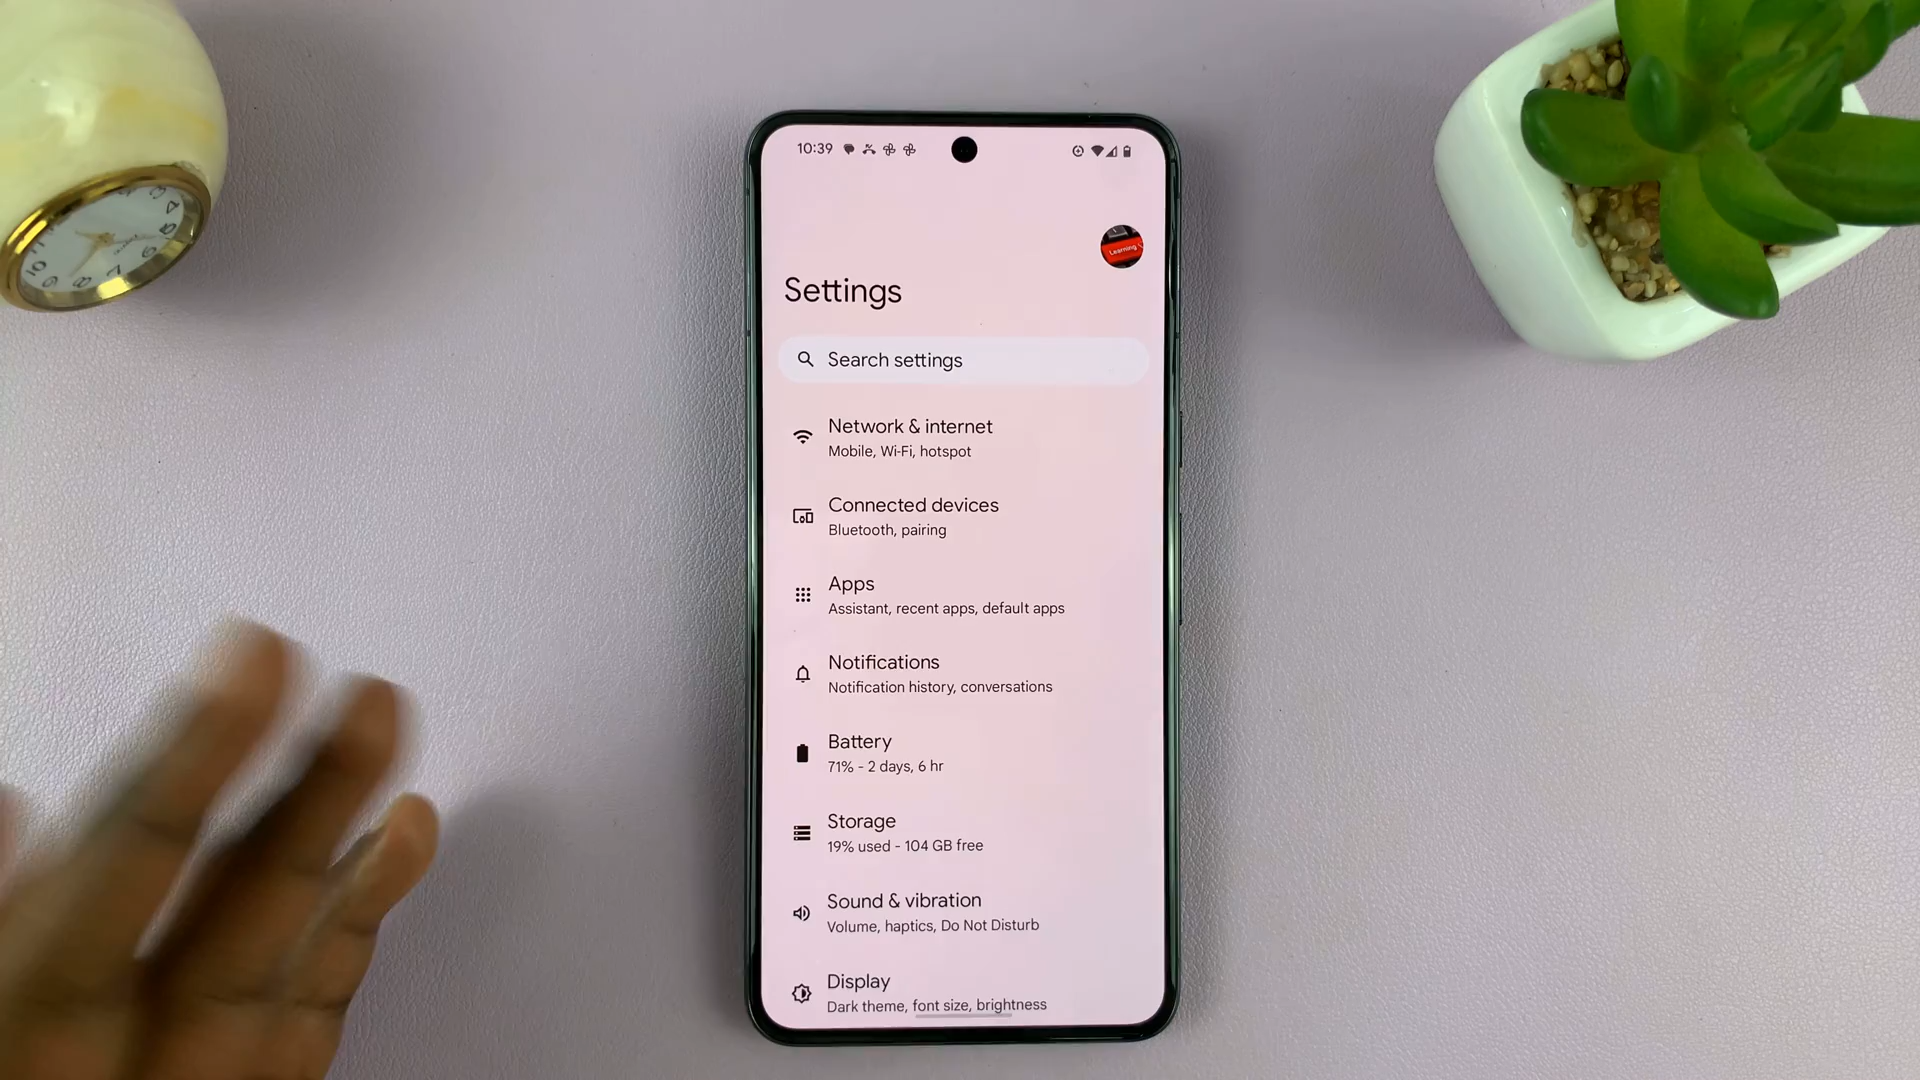 10:39
Learning
Settings
Search settings
Network & internet
Mobile, Wi-Fi, hotspot
Connected devices
Bluetooth, pairing
Apps
Assistant, recent apps, default apps
Notifications
Notification history, conversations
Battery
71% - 2 days, 6 hr
Storage
19% used - 104 GB free
Sound & vibration
Volume, haptics, Do Not Disturb
Display
Dark theme, font size, brightness